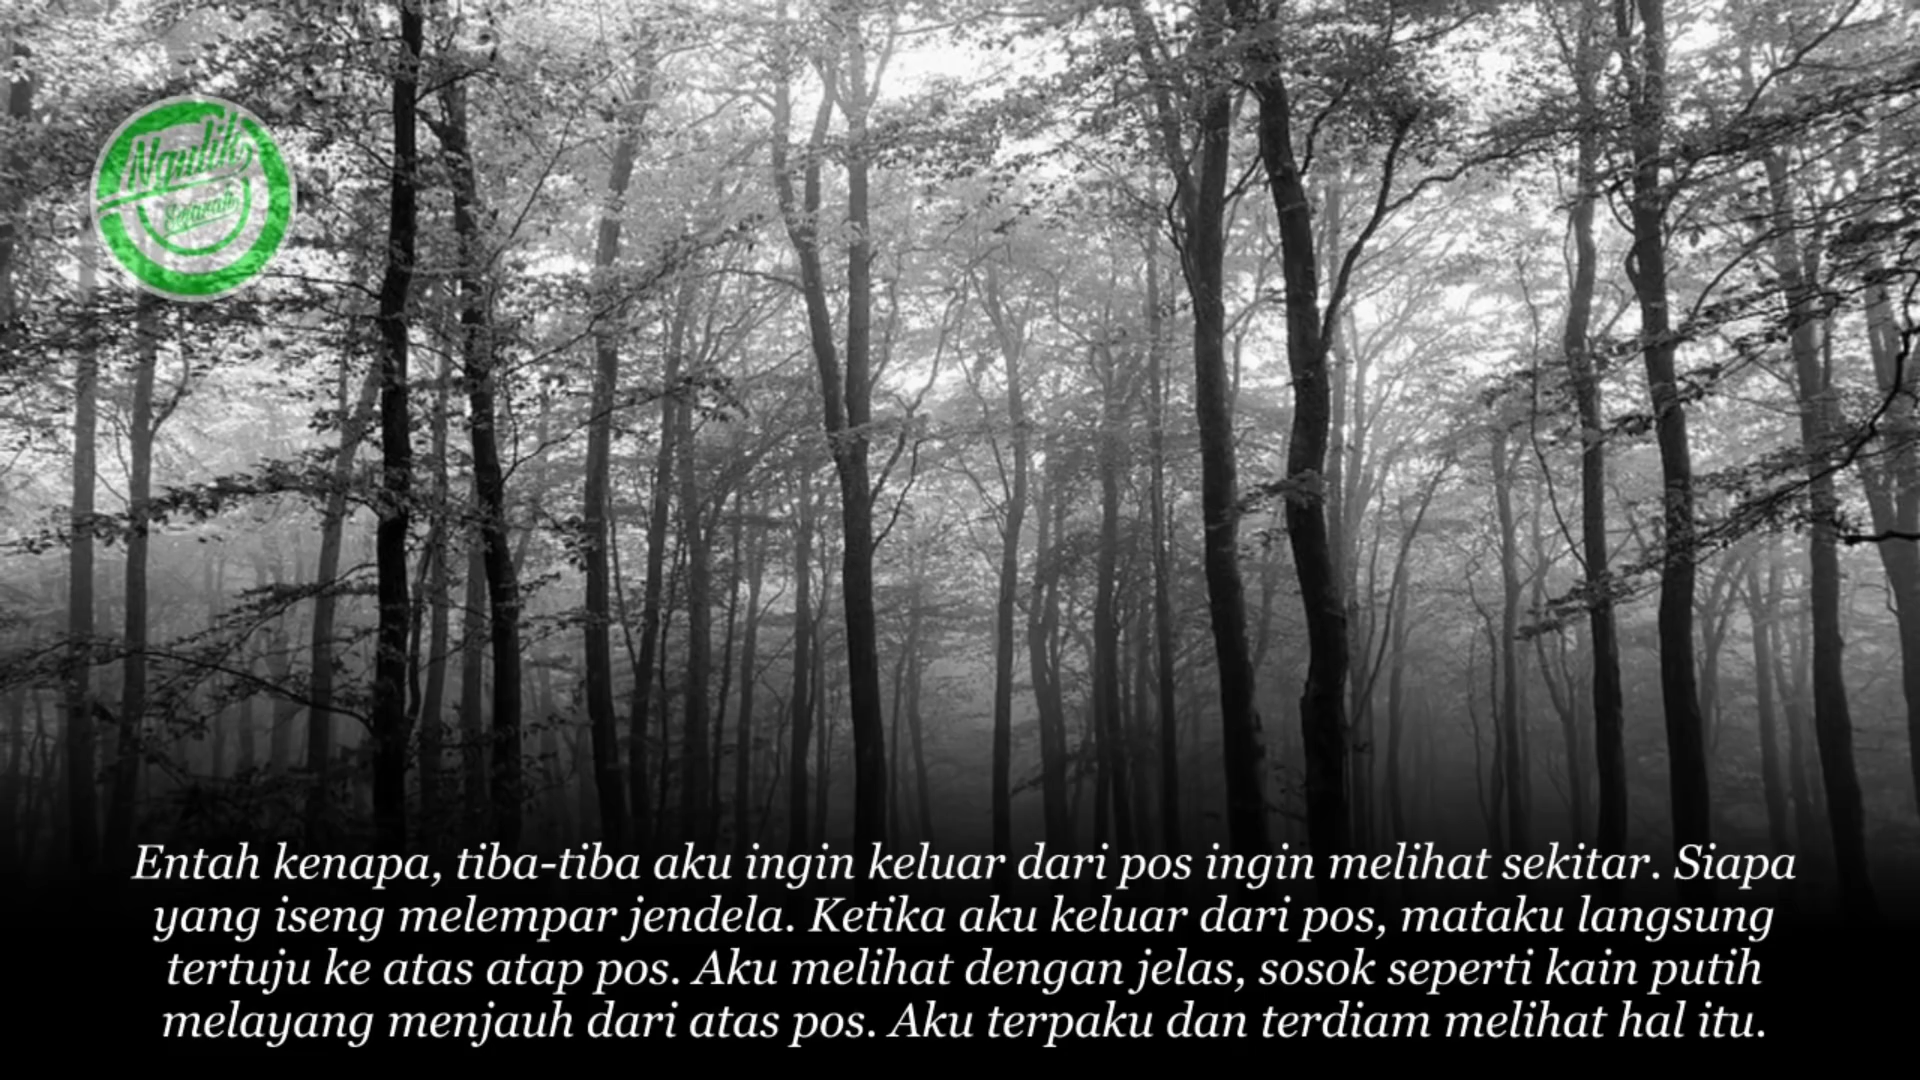 Ngulik
Sejarah
Entah kenapa, tiba-tiba aku ingin keluar dari pos ingin melihat sekitar. Siapa
yang iseng melempar jendela. Ketika aku keluar dari pos, mataku langsung
tertuju ke atas atap pos. Aku melihat dengan jelas, sosok seperti kain putih
melayang menjauh dari atas pos. Aku terpaku dan terdiam melihat hal itu.